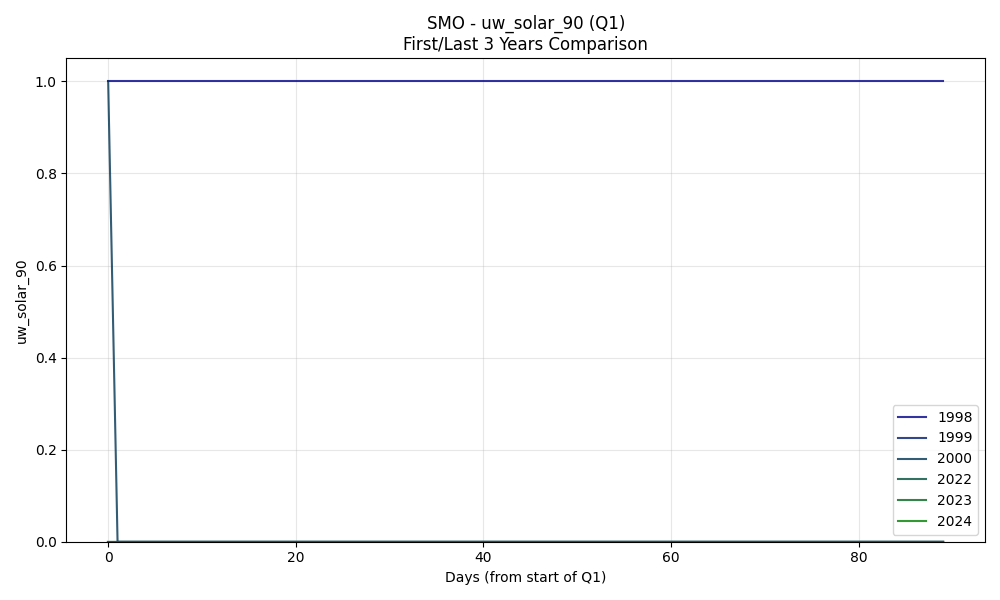 SMO - uw_solar_90 (Q1)
First/Last 3 Years Comparison
uw_solar_90
1.0
0.8
0.6
0.4
0.2
0.0
0 20 40 60 80
Days (from start of Q1)
1998
1999
2000
2022
2023
2024